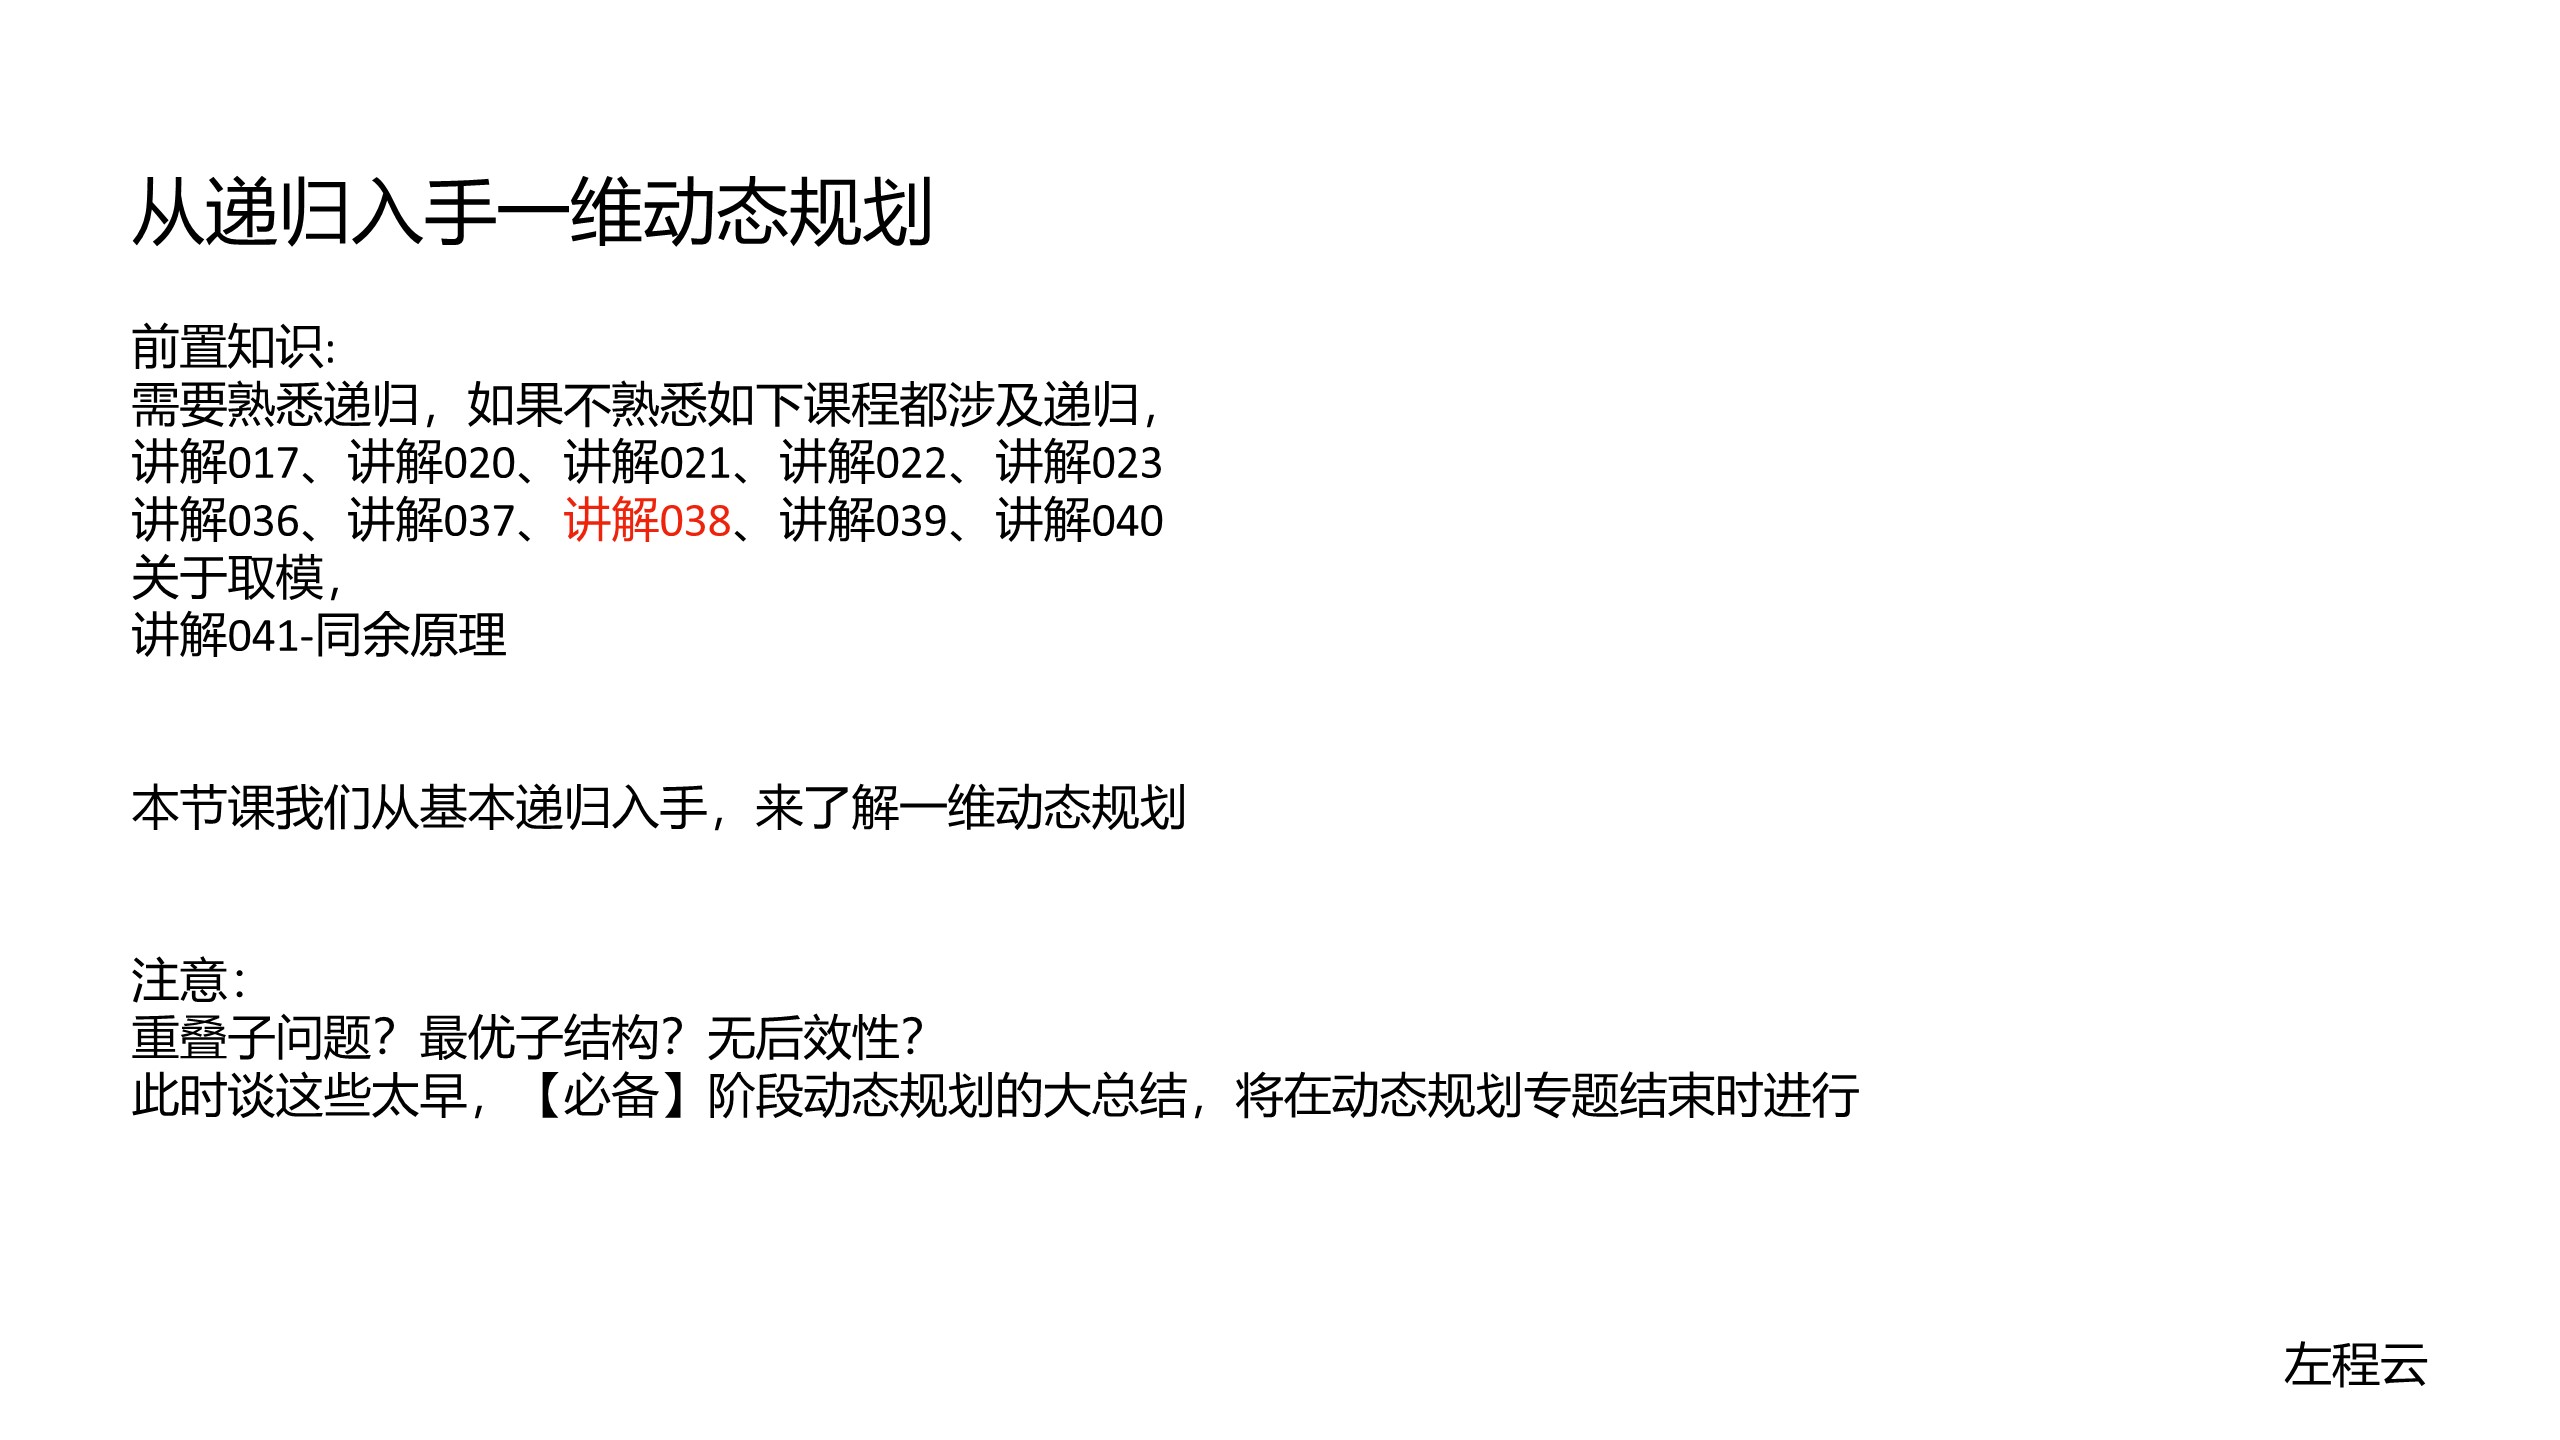 从递归入手一维动态规划
前置知识:
需要熟悉递归，如果不熟悉如下课程都涉及递归，
讲解017、讲解020、讲解021、讲解022、讲解023
讲解036、讲解037、讲解038、讲解039、讲解040
关于取模，
讲解041-同余原理
本节课我们从基本递归入手，来了解一维动态规划
注意：
重叠子问题？最优子结构？无后效性？
此时谈这些太早，【必备】阶段动态规划的大总结，将在动态规划专题结束时进行
左程云